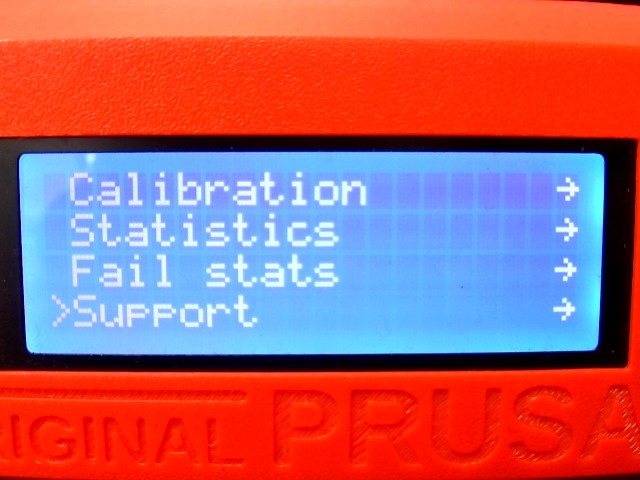 Calibration →
Statistics →
Fail stats →
>Support →
RIGINAL PRUSA